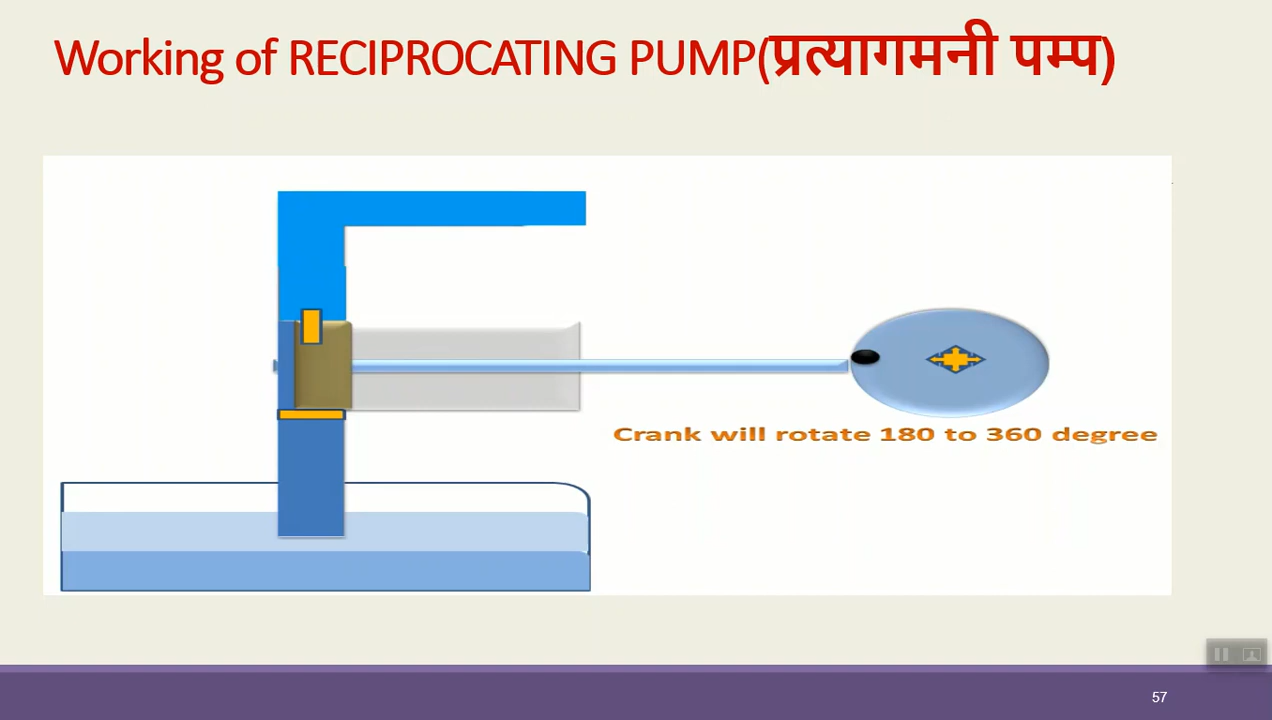 Working of RECIPROCATING PUMP(प्रत्यागमनी पम्प)
Crank will rotate 180 to 360 degree
57